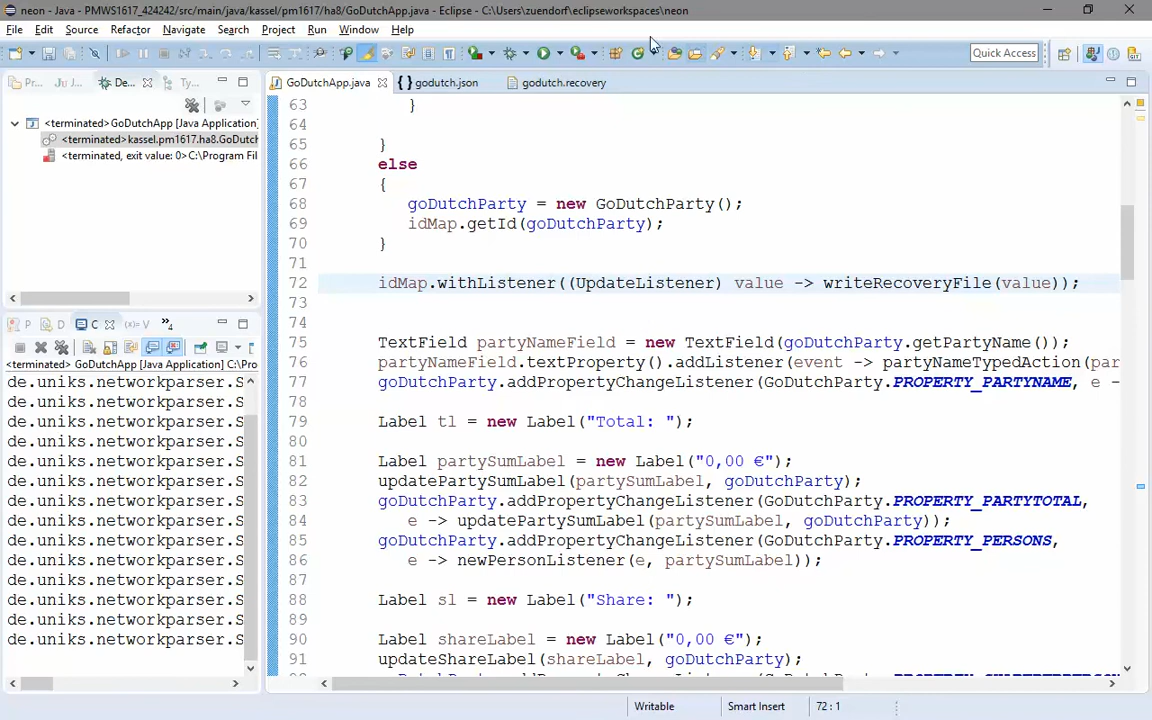 neon - Java - PMWS1617_424242/src/main/java/kassel/pm1617/ha8/GoDutchApp.java - Eclipse - C:\Users\zuendorf\eclipseworkspaces\neon
File Edit Source Refactor Navigate Search Project Run Window Help
Quick Access
Pr... Ju J... De... Ty...
<terminated>GoDutchApp [Java Application]
<terminated>kassel.pm1617.ha8.GoDutch
<terminated, exit value: 0>C:\Program Fil
P D C V »4
<terminated> GoDutchApp [Java Application] C:\Pro
de.uniks.networkparser.S
de.uniks.networkparser.S
de.uniks.networkparser.S
de.uniks.networkparser.S
de.uniks.networkparser.S
de.uniks.networkparser.S
de.uniks.networkparser.S
de.uniks.networkparser.S
de.uniks.networkparser.S
de.uniks.networkparser.S
de.uniks.networkparser.S
de.uniks.networkparser.S
de.uniks.networkparser.S
de.uniks.networkparser.S
GoDutchApp.java {} godutch.json godutch.recovery
63 }
64
65 }
66 else
67 {
68 goDutchParty = new GoDutchParty();
69 idMap.getId(goDutchParty);
70 }
71
72 idMap.withListener((UpdateListener) value -> writeRecoveryFile(value));
73
74
75 TextField partyNameField = new TextField(goDutchParty.getPartyName());
76 partyNameField.textProperty().addListener(event -> partyNameTypedAction(par
77 goDutchParty.addPropertyChangeListener(GoDutchParty.PROPERTY_PARTYNAME, e -
78
79 Label tl = new Label("Total: ");
80
81 Label partySumLabel = new Label("0,00 €");
82 updatePartySumLabel(partySumLabel, goDutchParty);
83 goDutchParty.addPropertyChangeListener(GoDutchParty.PROPERTY_PARTYTOTAL,
84 e -> updatePartySumLabel(partySumLabel, goDutchParty));
85 goDutchParty.addPropertyChangeListener(GoDutchParty.PROPERTY_PERSONS,
86 e -> newPersonListener(e, partySumLabel));
87
88 Label sl = new Label("Share: ");
89
90 Label shareLabel = new Label("0,00 €");
91 updateShareLabel(shareLabel, goDutchParty);
Writable Smart Insert 72 : 1